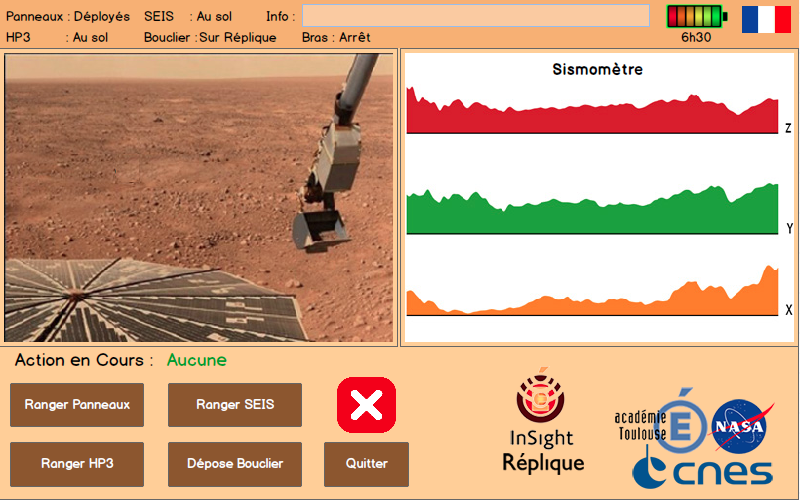 Panneaux : Déployés SEIS : Au sol Info :
HP3 : Au sol Bouclier : Sur Réplique Bras : Arrêt
6h30
Sismomètre
Z
Y
X
Action en Cours : Aucune
Ranger Panneaux Ranger SEIS
Ranger HP3 Dépose Bouclier Quitter
InSight
Réplique
académie
Toulouse
É
NASA
cnes